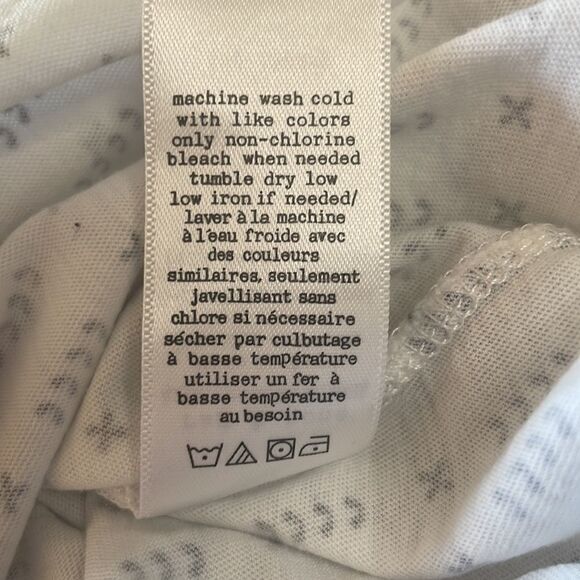 machine wash cold
with like colors
only non-chlorine
bleach when needed
tumble dry low
low iron if needed/
laver à la machine
à l'eau froide avec
des couleurs
similaires, seulement
javellisant sans
chlore si nécessaire
sécher par culbutage
à basse température
utiliser un fer à
basse température
au besoin